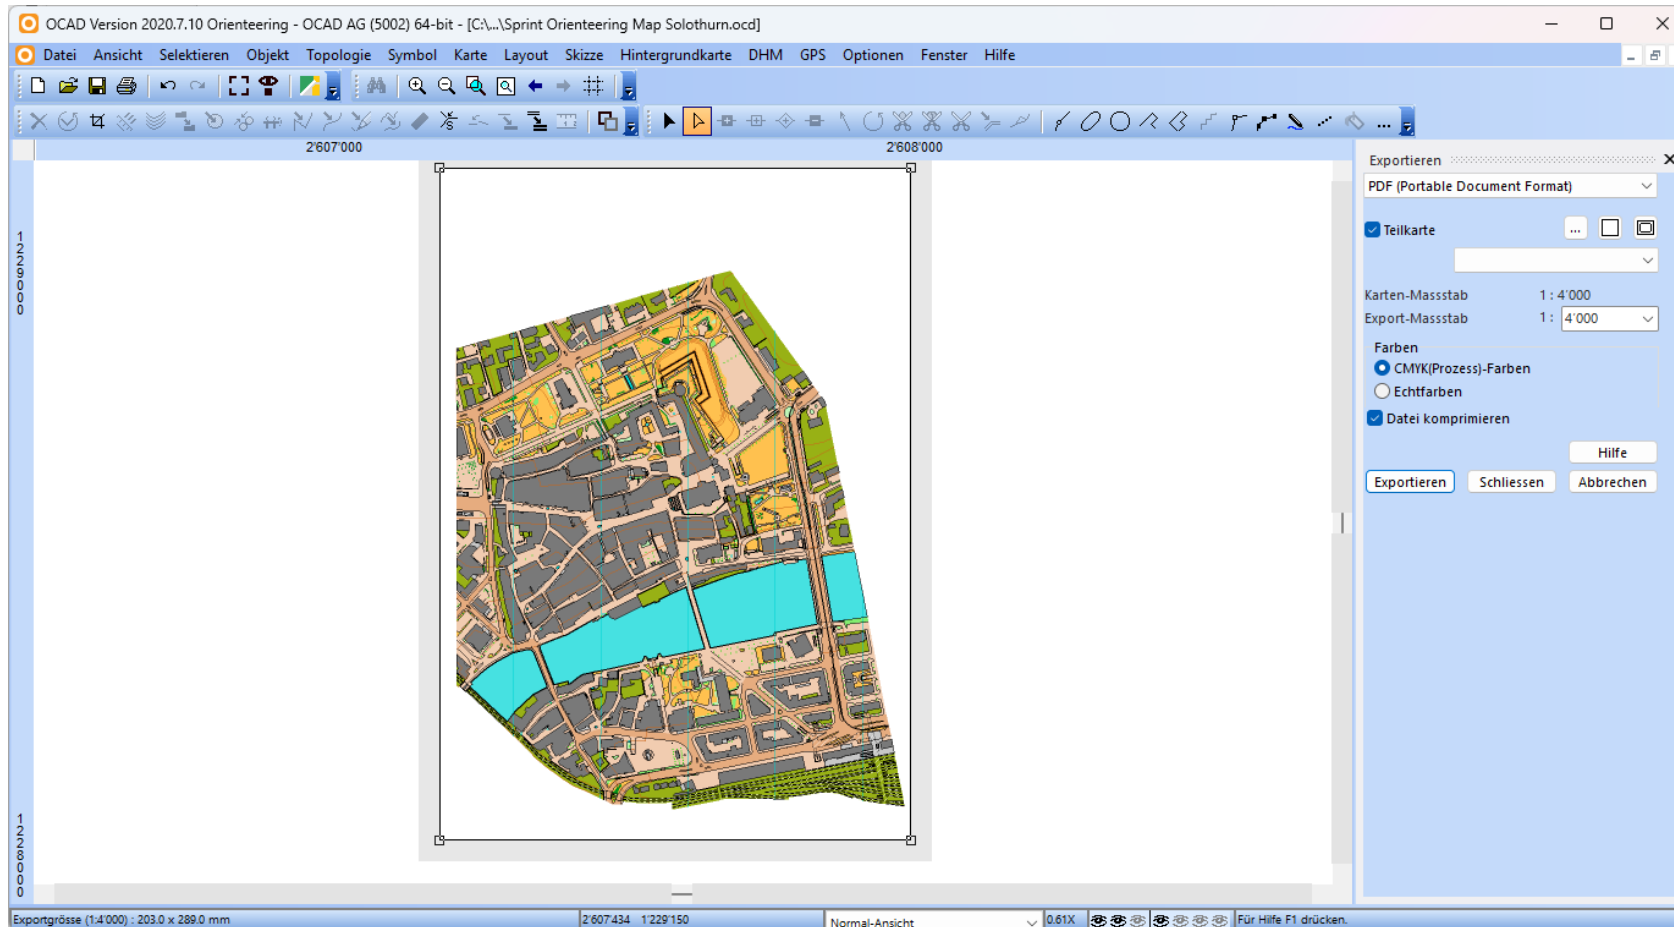 OCAD Version 2020.7.10 Orienteering - OCAD AG (5002) 64-bit - [C:\...\Sprint Orienteering Map Solothurn.ocd]
Datei Ansicht Selektieren Objekt Topologie Symbol Karte Layout Skizze Hintergrundkarte DHM GPS Optionen Fenster Hilfe
2'607'000 2'608'000
1229000
1228000
Exportieren
PDF (Portable Document Format)
Teilkarte ...
Karten-Massstab 1 : 4'000
Export-Massstab 1 : 4'000
Farben
CMYK(Prozess)-Farben
Echtfarben
Datei komprimieren
Hilfe
Exportieren Schliessen Abbrechen
Exportgrösse (1:4'000) : 203.0 x 289.0 mm 2'607'434 1'229'150 Normal-Ansicht 0.61X Für Hilfe F1 drücken.